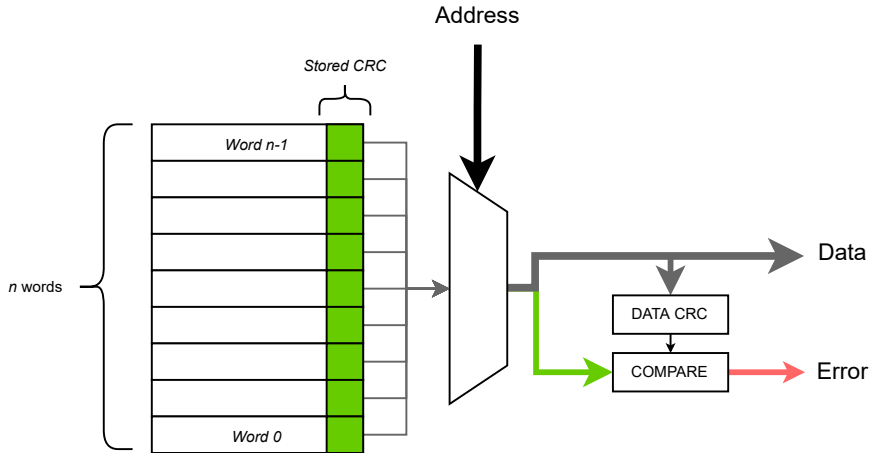 Address
Stored CRC
Word n-1
Data
n words
DATA CRC
COMPARE
Error
Word 0